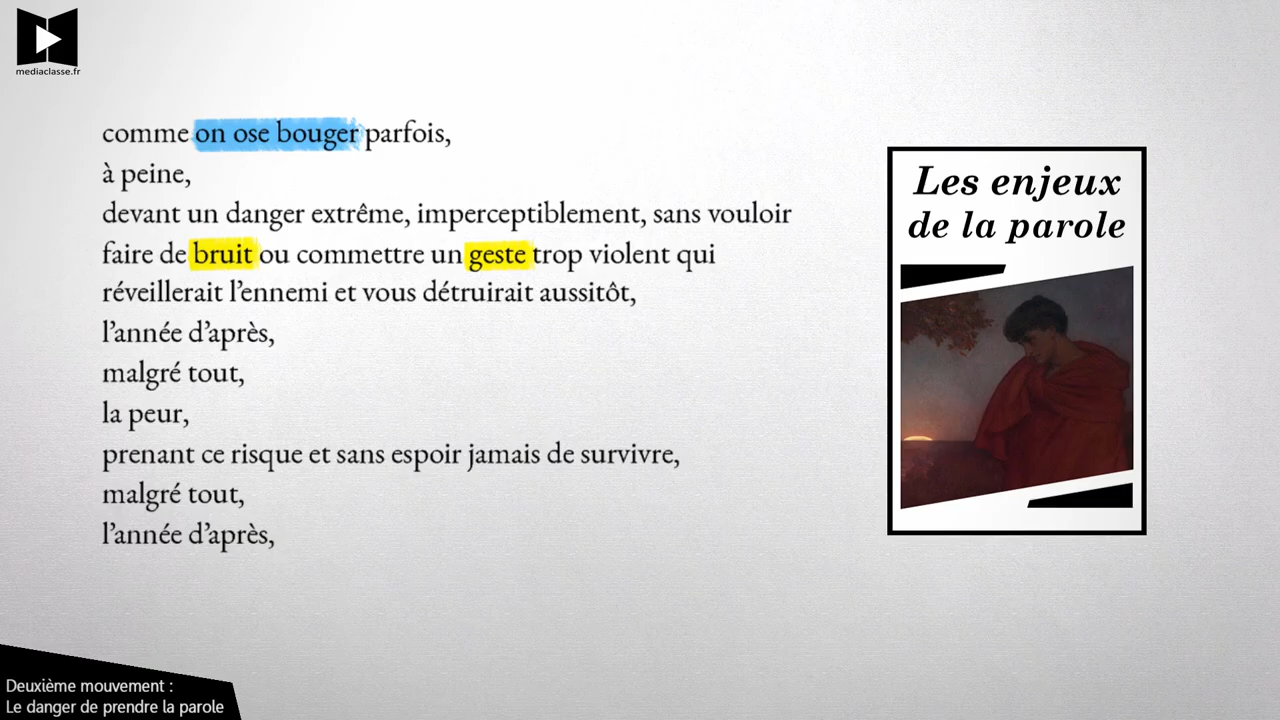 mediaclasse.fr
comme on ose bouger parfois,
à peine,
devant un danger extrême, imperceptiblement, sans vouloir
faire de bruit ou commettre un geste trop violent qui
réveillerait l’ennemi et vous détruirait aussitôt,
l’année d’après,
malgré tout,
la peur,
prenant ce risque et sans espoir jamais de survivre,
malgré tout,
l’année d’après,
Les enjeux
de la parole
Deuxième mouvement :
Le danger de prendre la parole